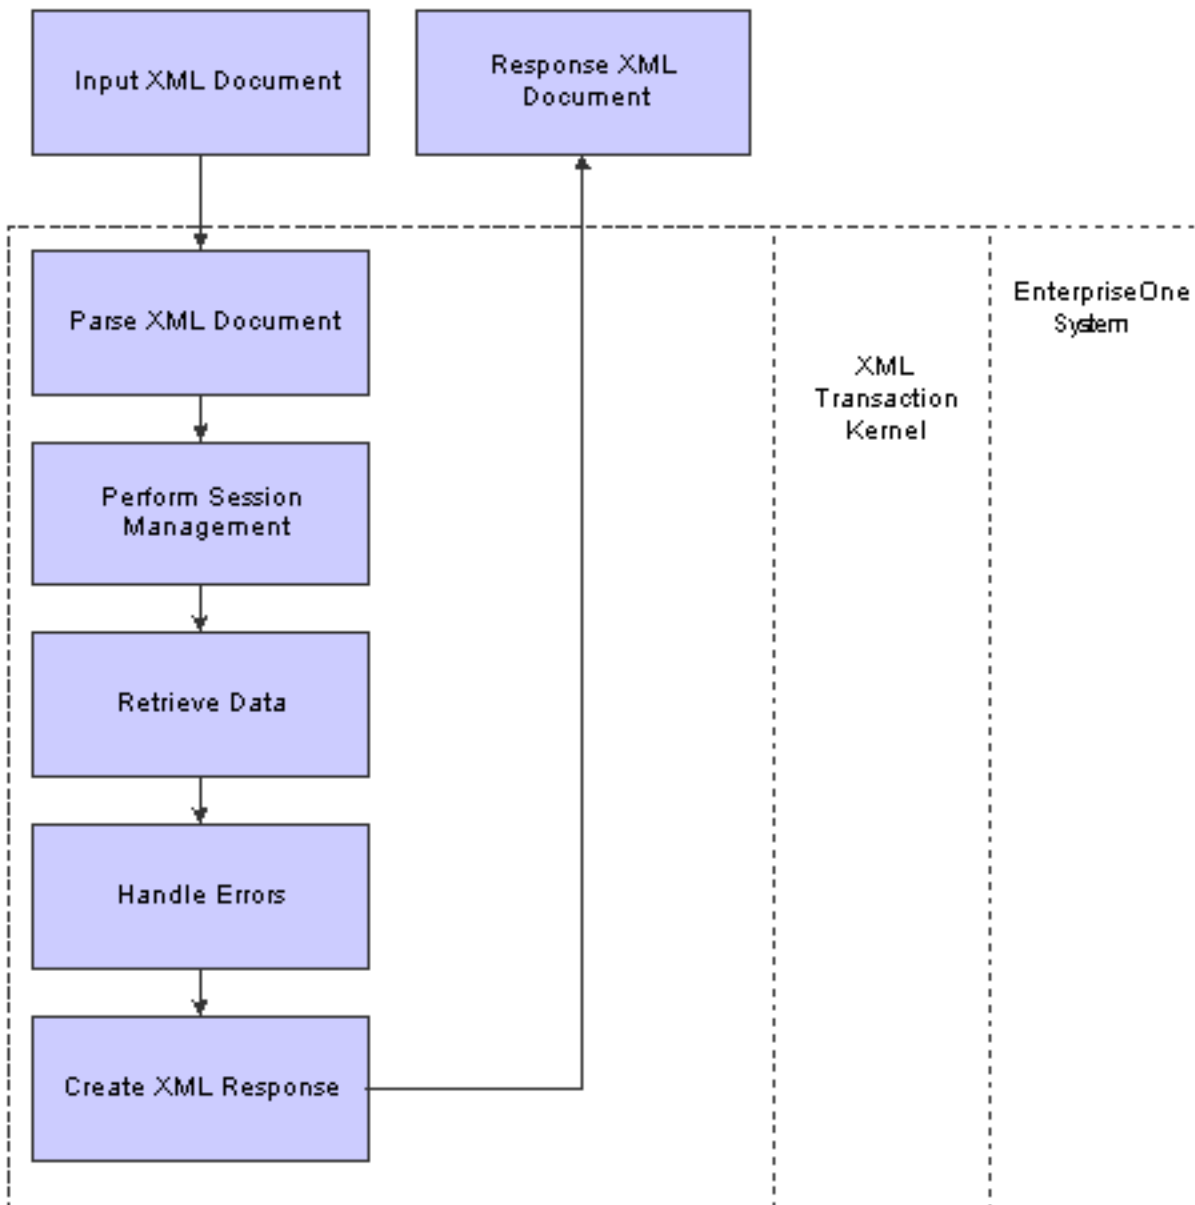 Input XML Document
Response XML
Document
Parse XML Document
Perform Session
Management
Retrieve Data
Handle Errors
Create XML Response
XML
Transaction
Kernel
EnterpriseOne
System